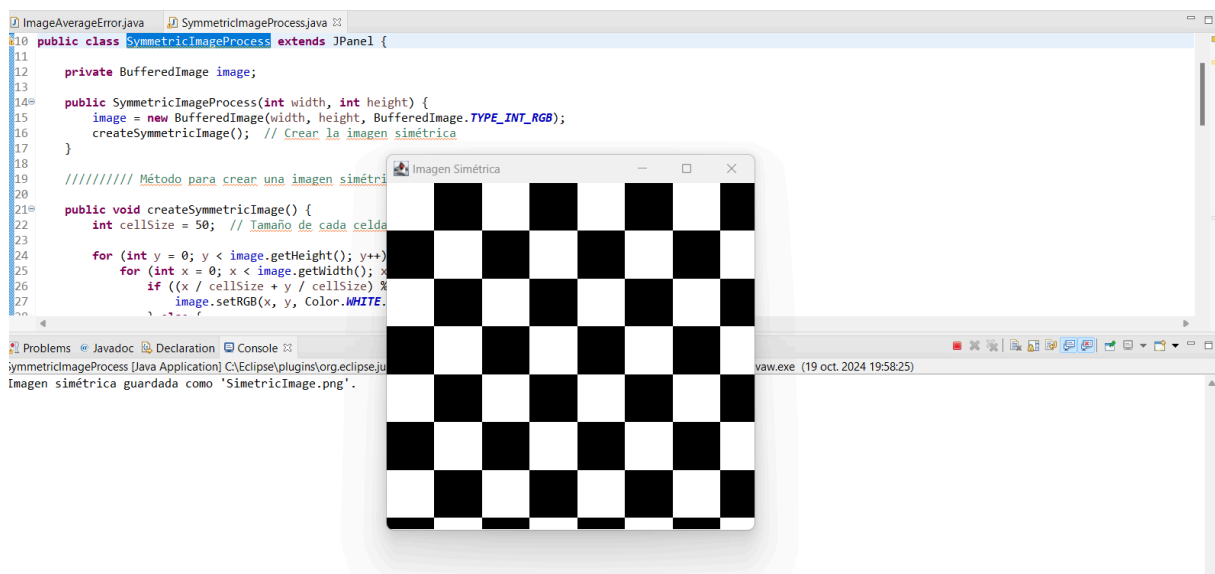 ImageAverageError.java SymmetricImageProcess.java
10 public class SymmetricImageProcess extends JPanel {
11
12 private BufferedImage image;
13
14 public SymmetricImageProcess(int width, int height) {
15 image = new BufferedImage(width, height, BufferedImage.TYPE_INT_RGB);
16 createSymmetricImage(); // Crear la imagen simétrica
17 }
18
19 ////////// Método para crear una imagen simétri
20
21 public void createSymmetricImage() {
22 int cellSize = 50; // Tamaño de cada celda
23
24 for (int y = 0; y < image.getHeight(); y++)
25 for (int x = 0; x < image.getWidth(); x
26 if ((x / cellSize + y / cellSize) %
27 image.setRGB(x, y, Color.WHITE.
Imagen Simétrica
Problems Javadoc Declaration Console
SymmetricImageProcess [Java Application] C:\Eclipse\plugins\org.eclipse.ju vaw.exe (19 oct. 2024 19:58:25)
Imagen simétrica guardada como 'SimetricImage.png'.